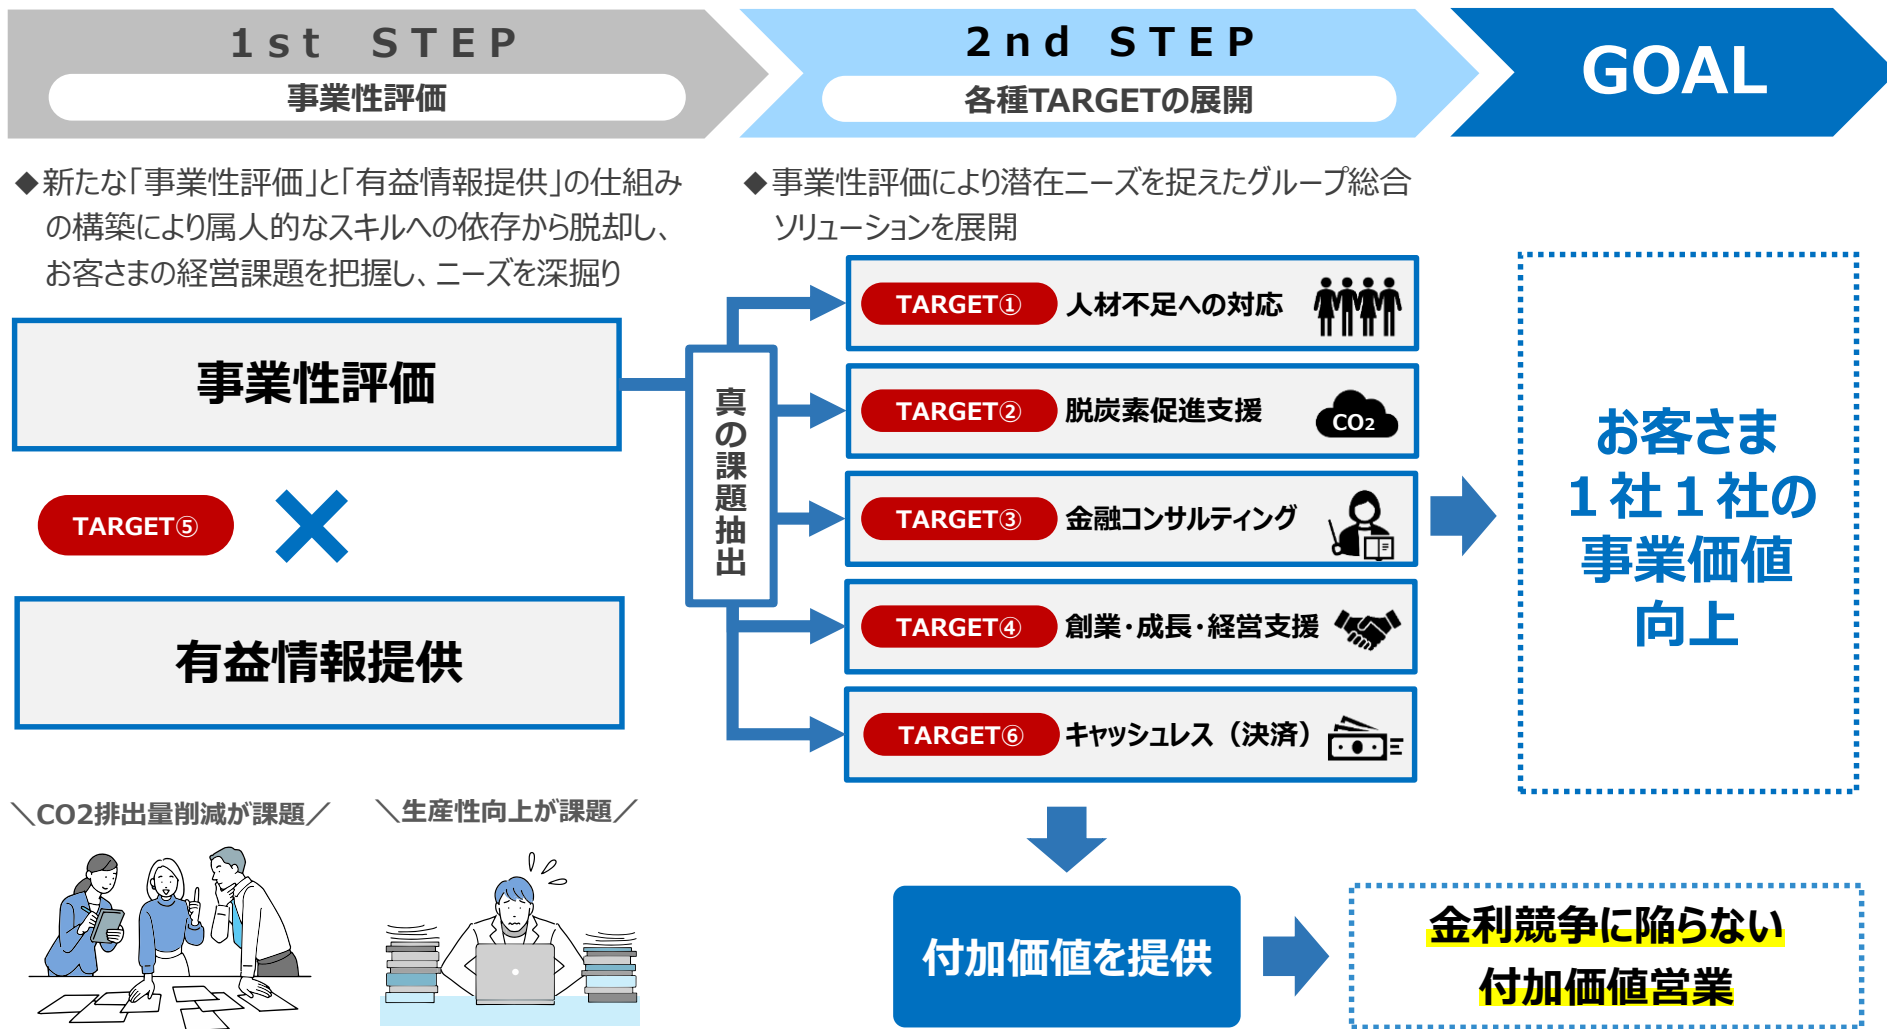 1st STEP
事業性評価
2nd STEP
各種TARGETの展開
GOAL
◆新たな「事業性評価」と「有益情報提供」の仕組み
の構築により属人的なスキルへの依存から脱却し、
お客さまの経営課題を把握し、ニーズを深掘り
◆事業性評価により潜在ニーズを捉えたグループ総合
ソリューションを展開
事業性評価
TARGET⑤
有益情報提供
真の課題抽出
TARGET① 人材不足への対応
TARGET② 脱炭素促進支援
CO2
TARGET③ 金融コンサルティング
TARGET④ 創業・成長・経営支援
TARGET⑥ キャッシュレス（決済）
お客さま
１社１社の
事業価値
向上
＼CO2排出量削減が課題／
＼生産性向上が課題／
付加価値を提供
金利競争に陥らない
付加価値営業